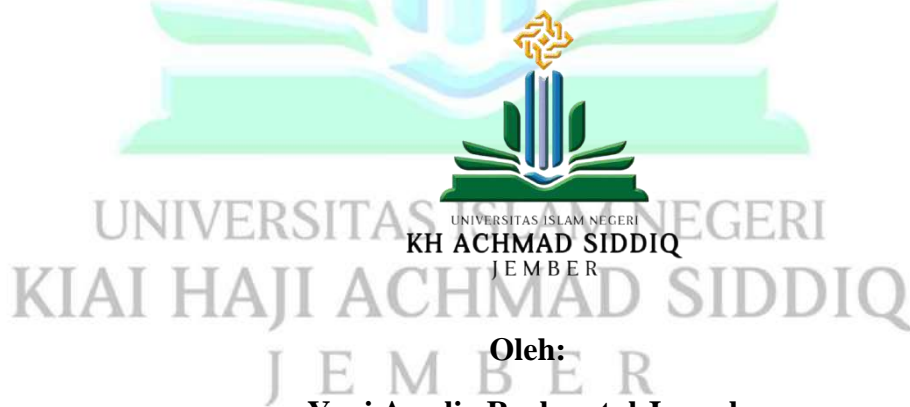 UNIVERSITAS ISLAM NEGERI
KH ACHMAD SIDDIQ
JEMBER
UNIVERSITAS ISLAM NEGERI
KIAI HAJI ACHMAD SIDDIQ
JEMBER
Oleh: